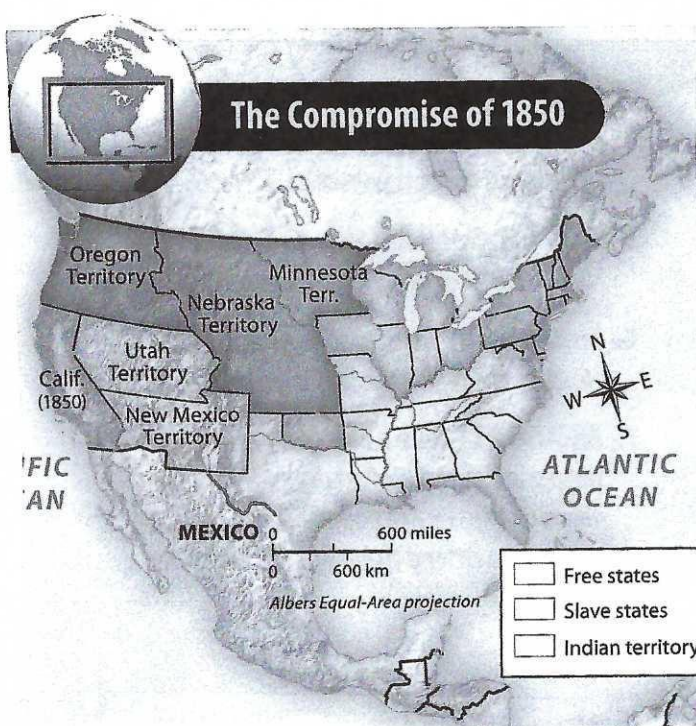 The Compromise of 1850
Oregon
Territory
Minnesota
Terr.
Nebraska
Territory
Utah
Territory
Calif.
(1850)
New Mexico
Territory
N
W
E
S
IFIC
AN
ATLANTIC
OCEAN
MEXICO
0 600 miles
0 600 km
Albers Equal-Area projection
Free states
Slave states
Indian territory